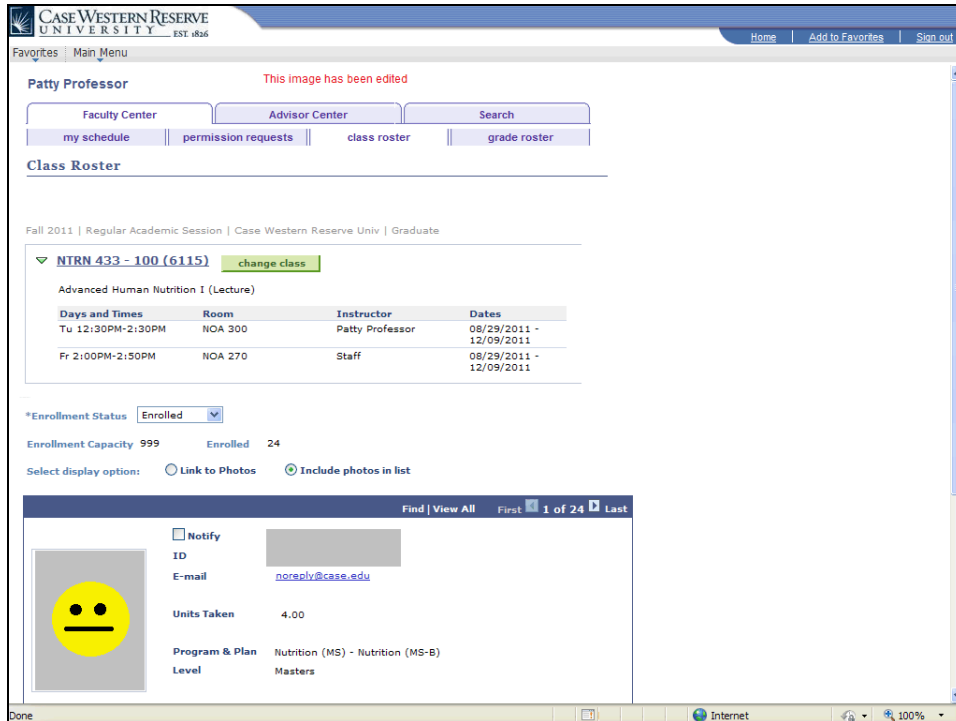 CASE WESTERN RESERVE
UNIVERSITY EST. 1826
Home | Add to Favorites | Sign out
Favorites Main Menu
Patty Professor
This image has been edited
Faculty Center Advisor Center Search
my schedule permission requests class roster grade roster
Class Roster
Fall 2011 | Regular Academic Session | Case Western Reserve Univ | Graduate
NTRN 433 - 100 (6115) change class
Advanced Human Nutrition I (Lecture)
Days and Times Room Instructor Dates
Tu 12:30PM-2:30PM NOA 300 Patty Professor 08/29/2011 -
12/09/2011
Fr 2:00PM-2:50PM NOA 270 Staff 08/29/2011 -
12/09/2011
*Enrollment Status Enrolled
Enrollment Capacity 999 Enrolled 24
Select display option: Link to Photos Include photos in list
Find | View All First 1 of 24 Last
Notify
ID
E-mail noreply@case.edu
Units Taken 4.00
Program & Plan Nutrition (MS) - Nutrition (MS-B)
Level Masters
Done Internet 100%